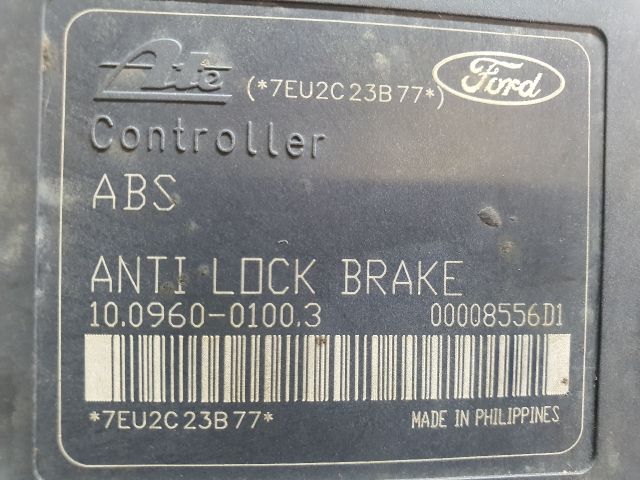 Ate (*7EU2C23B77*) Ford
Controller
ABS
ANTI LOCK BRAKE
10.0960-0100.3 00008556D1
*7EU2C23B77* MADE IN PHILIPPINES